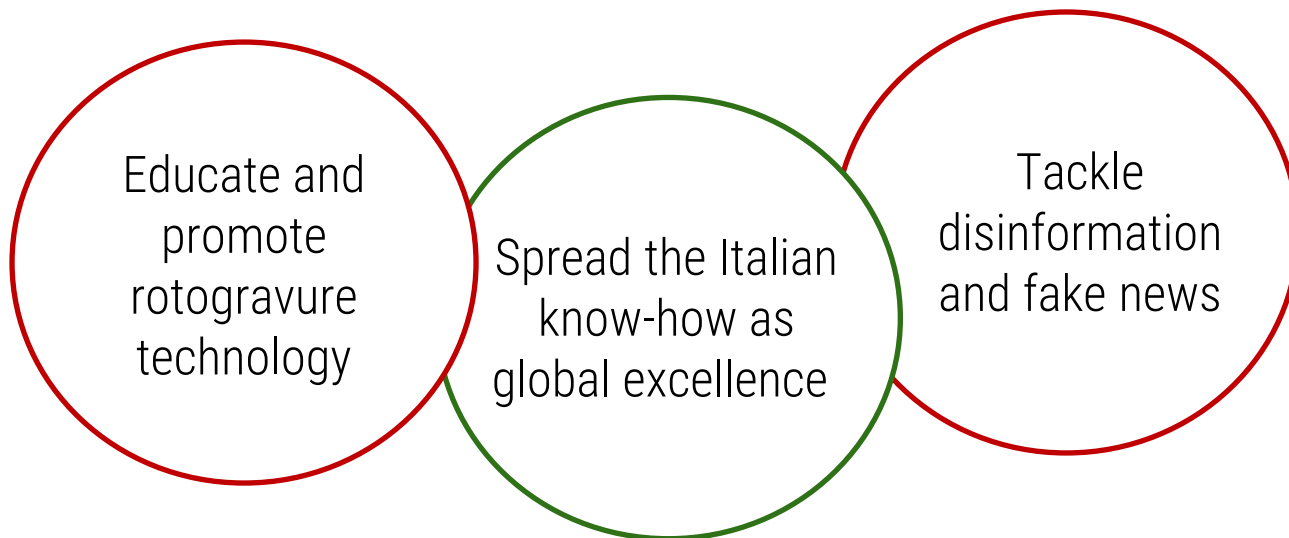 Educate and
promote
rotogravure
technology
Spread the Italian
know-how as
global excellence
Tackle
disinformation
and fake news